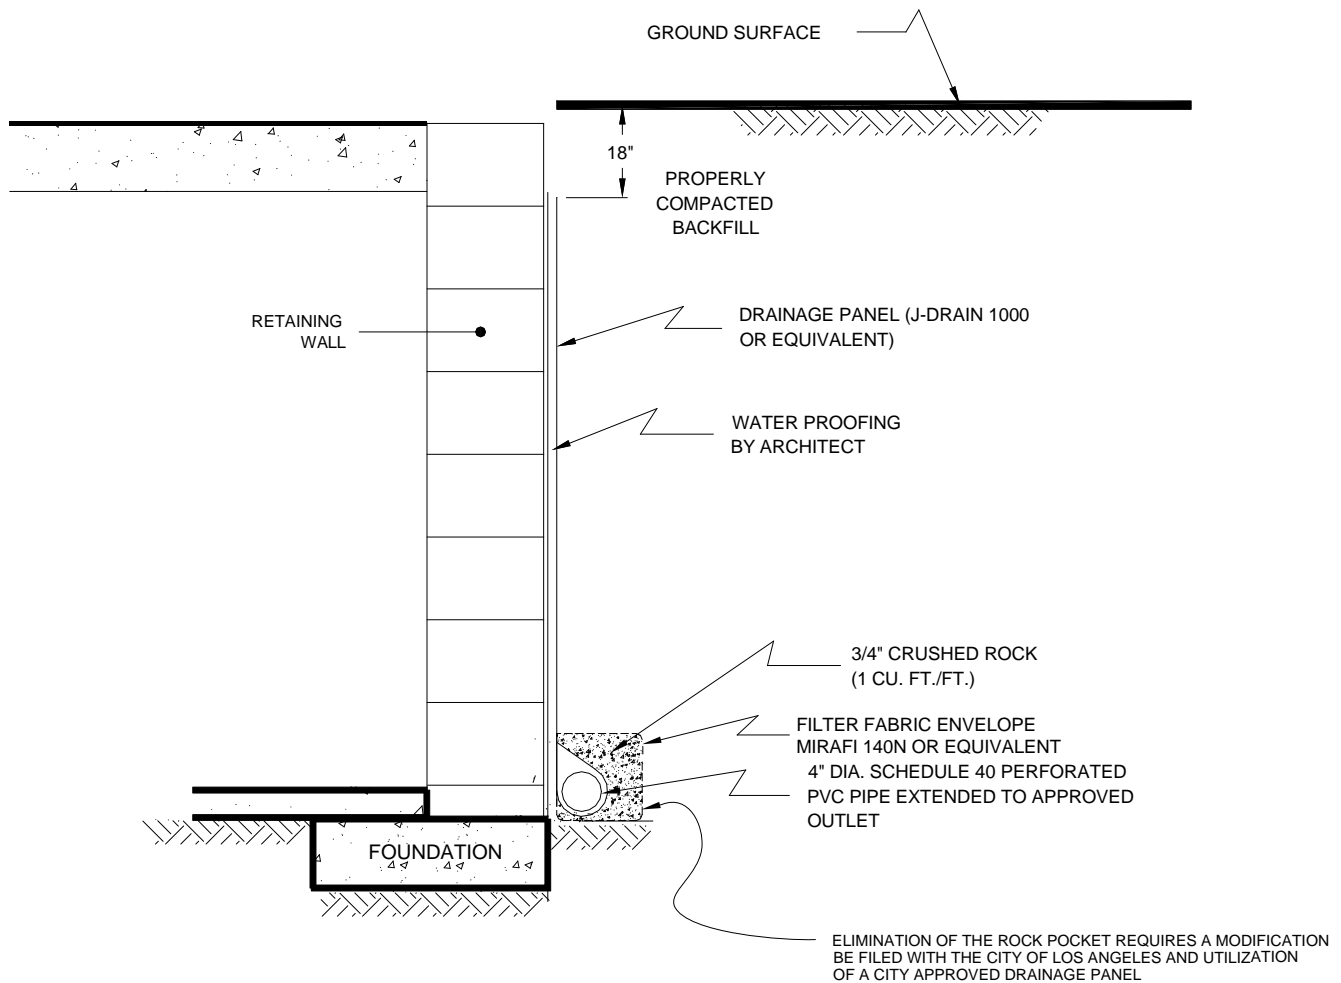 GROUND SURFACE
18"
PROPERLY
COMPACTED
BACKFILL
RETAINING
WALL
DRAINAGE PANEL (J-DRAIN 1000
OR EQUIVALENT)
WATER PROOFING
BY ARCHITECT
3/4" CRUSHED ROCK
(1 CU. FT./FT.)
FILTER FABRIC ENVELOPE
MIRAFI 140N OR EQUIVALENT
4" DIA. SCHEDULE 40 PERFORATED
PVC PIPE EXTENDED TO APPROVED
OUTLET
FOUNDATION
ELIMINATION OF THE ROCK POCKET REQUIRES A MODIFICATION
BE FILED WITH THE CITY OF LOS ANGELES AND UTILIZATION
OF A CITY APPROVED DRAINAGE PANEL